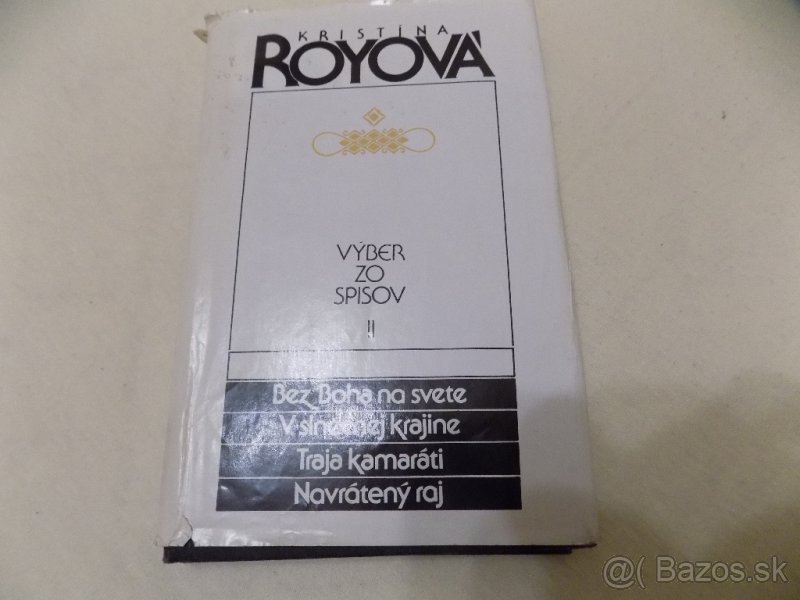 KRISTÍNA
ROYOVÁ
VÝBER
ZO
SPISOV
II
Bez Boha na svete
V slnečnej krajine
Traja kamaráti
Navrátený raj
@( Bazos.sk